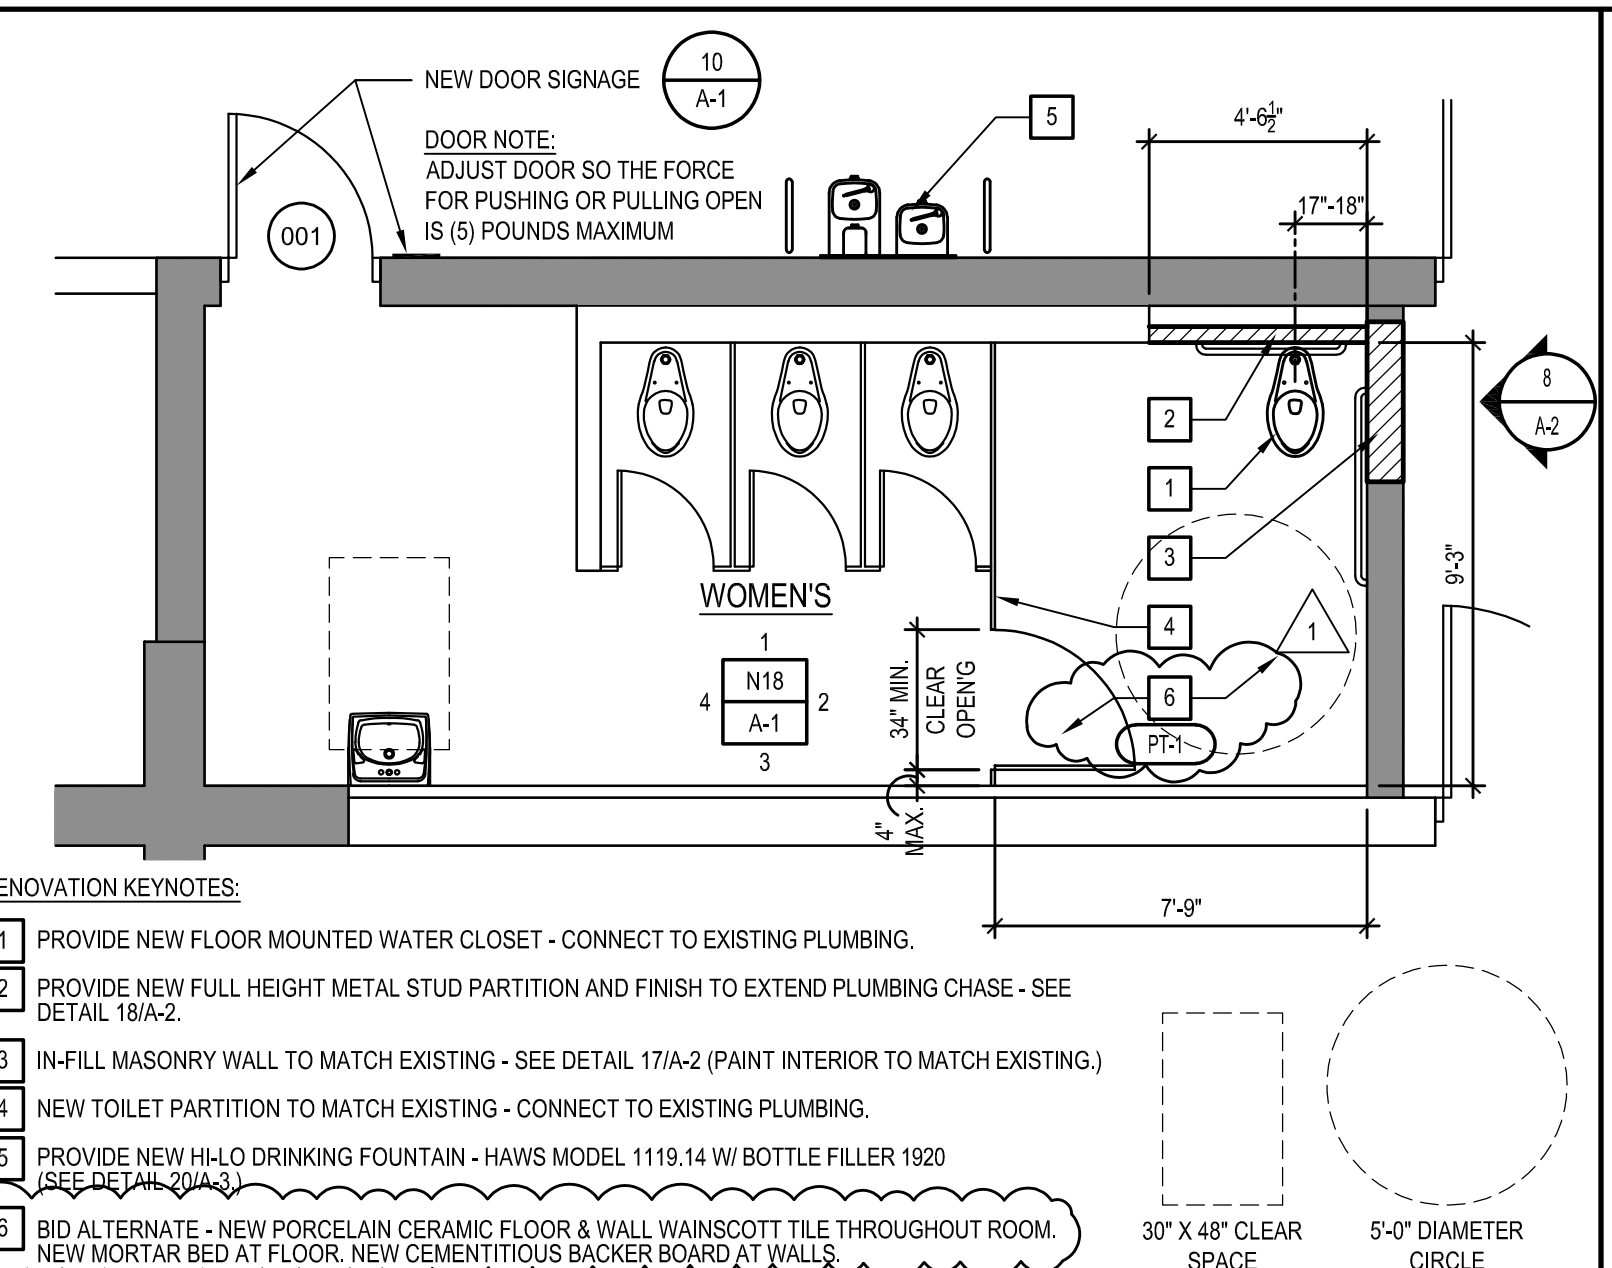 NEW DOOR SIGNAGE
10
A-1
DOOR NOTE:
ADJUST DOOR SO THE FORCE
FOR PUSHING OR PULLING OPEN
IS (5) POUNDS MAXIMUM
001
5
4'-6½"
17"-18"
8
A-2
2
1
3
4
6
1
PT-1
9'-3"
WOMEN'S
1
N18
4
2
A-1
3
34" MIN.
CLEAR
OPEN'G
4"
MAX.
7'-9"
ENOVATION KEYNOTES:
1 PROVIDE NEW FLOOR MOUNTED WATER CLOSET - CONNECT TO EXISTING PLUMBING.
2 PROVIDE NEW FULL HEIGHT METAL STUD PARTITION AND FINISH TO EXTEND PLUMBING CHASE - SEE
DETAIL 18/A-2.
3 IN-FILL MASONRY WALL TO MATCH EXISTING - SEE DETAIL 17/A-2 (PAINT INTERIOR TO MATCH EXISTING.)
4 NEW TOILET PARTITION TO MATCH EXISTING - CONNECT TO EXISTING PLUMBING.
5 PROVIDE NEW HI-LO DRINKING FOUNTAIN - HAWS MODEL 1119.14 W/ BOTTLE FILLER 1920
(SEE DETAIL 20/A-3.)
6 BID ALTERNATE - NEW PORCELAIN CERAMIC FLOOR & WALL WAINSCOTT TILE THROUGHOUT ROOM.
NEW MORTAR BED AT FLOOR. NEW CEMENTITIOUS BACKER BOARD AT WALLS.
30" X 48" CLEAR
SPACE
5'-0" DIAMETER
CIRCLE